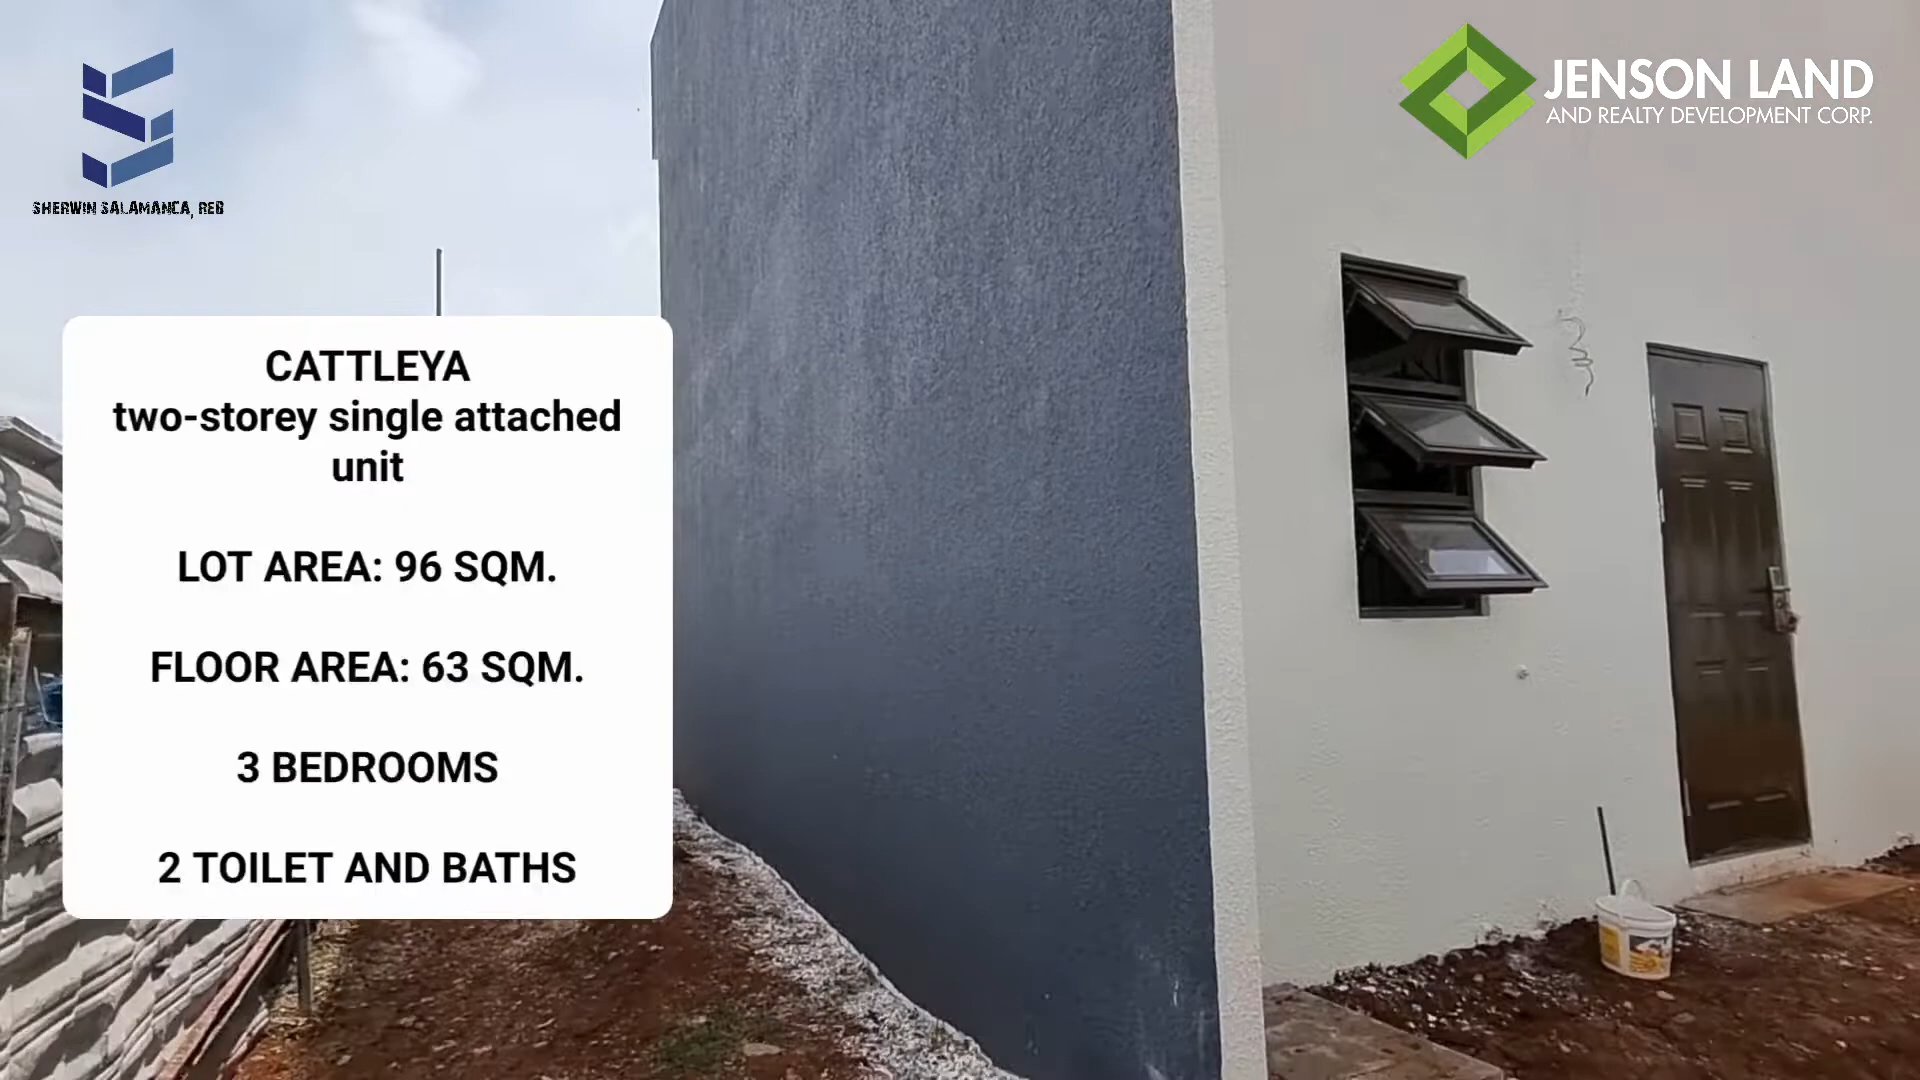 SHERWIN SALAMANCA, REB
JENSON LAND
AND REALTY DEVELOPMENT CORP.
CATTLEYA
two-storey single attached
unit
LOT AREA: 96 SQM.
FLOOR AREA: 63 SQM.
3 BEDROOMS
2 TOILET AND BATHS